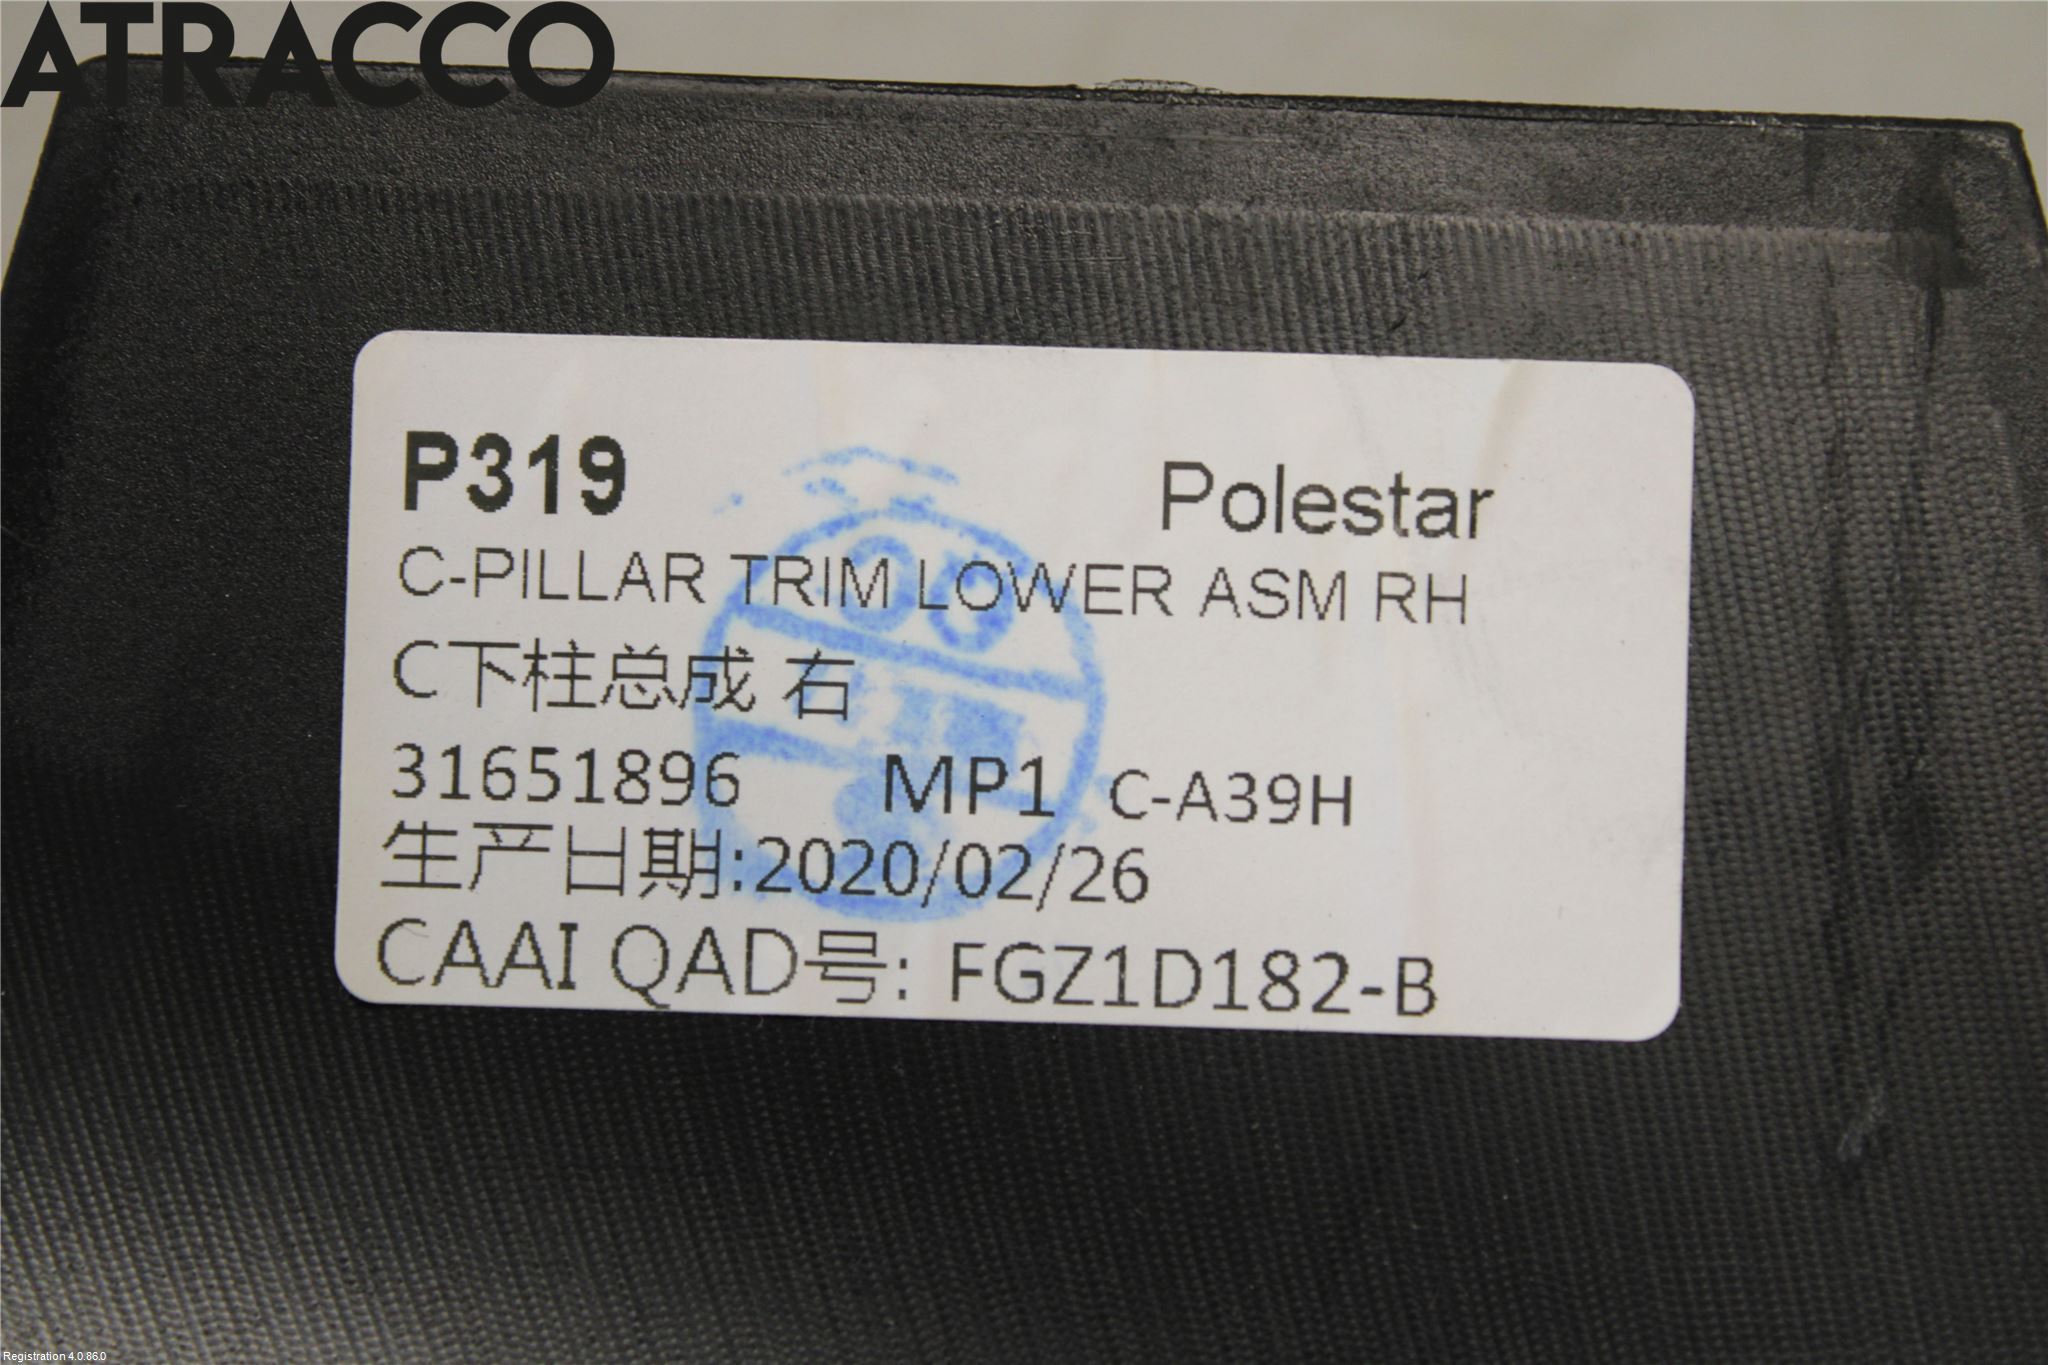 ATRACCO
P319 Polestar
C-PILLAR TRIM LOWER ASM RH
C下柱总成 右
31651896 MP1 C-A39H
生产日期:2020/02/26
CAAI QAD号: FGZ1D182-B
Registration 4.0.86.0